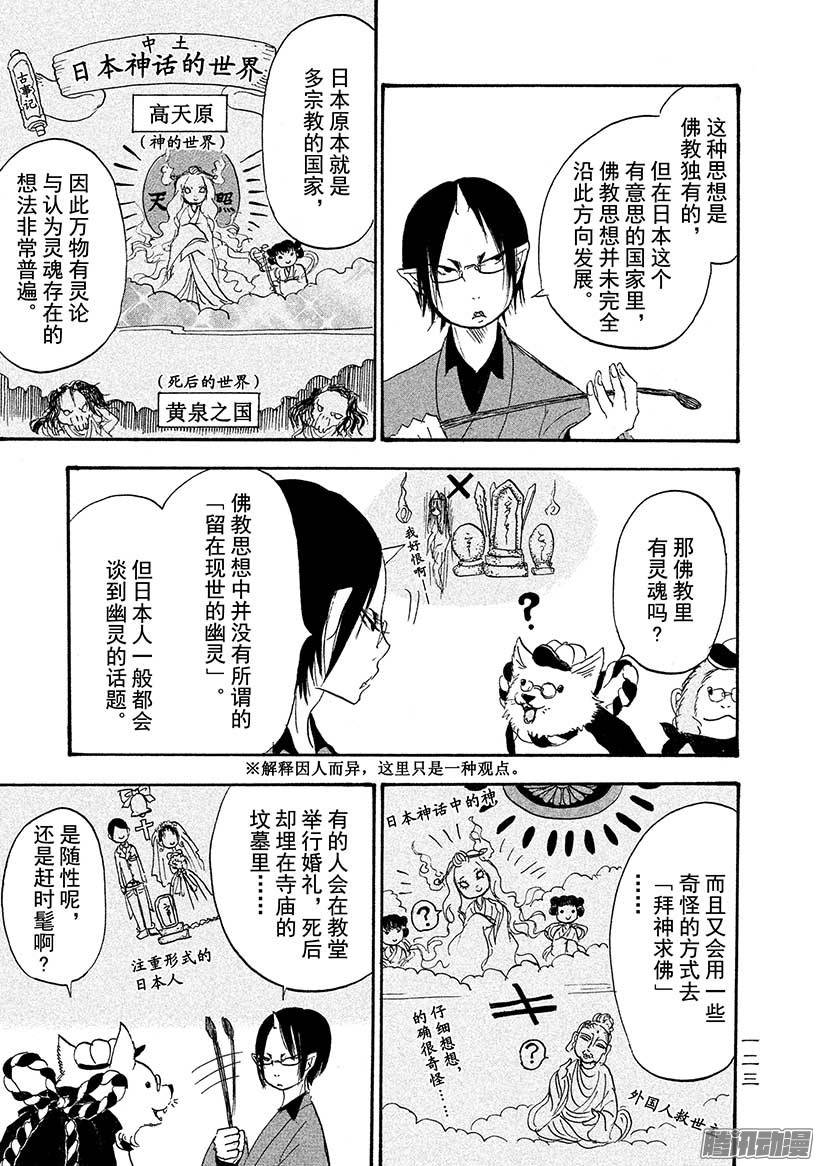 这种思想是
佛教独有的，
但在日本这个
有意思的国家里，
佛教思想并未完全
沿此方向发展。
日本原本就是
多宗教的国家，
中土
日本神话的世界
古事记
高天原
（神的世界）
天照
因此万物有灵论
与认为灵魂存在的
想法非常普遍。
（死后的世界）
黄泉之国
那佛教里
有灵魂吗？
?
我好恨啊！
佛教思想中并没有所谓的
「留在现世的幽灵」。
但日本人一般都会
谈到幽灵的话题。
※解释因人而异，这里只是一种观点。
而且又会用一些
奇怪的方式去
「拜神求佛」
日本神话中的神
?
≠
仔细想想，
的确很奇怪……
?
外国人救世主
有的人会在教堂
举行婚礼，死后
却埋在寺庙的
坟墓里……
注重形式的
日本人
是随性呢，
还是赶时髦啊？
一二三
腾讯动漫